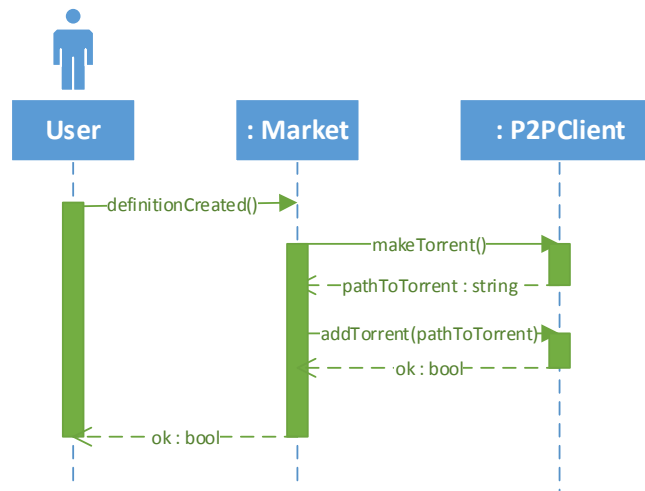 User
: Market
: P2PClient
definitionCreated()
makeTorrent()
pathToTorrent : string
addTorrent(pathToTorrent)
ok : bool
ok : bool